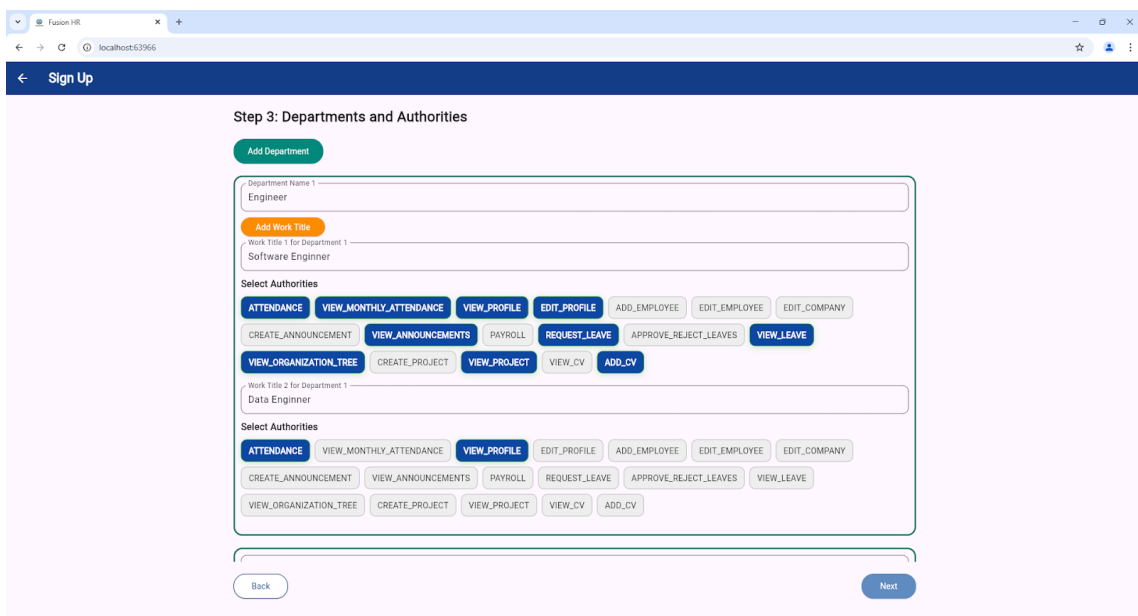 Fusion HR
localhost:63966
Sign Up
Step 3: Departments and Authorities
Add Department
Department Name 1
Engineer
Add Work Title
Work Title 1 for Department 1
Software Enginner
Select Authorities
ATTENDANCE VIEW_MONTHLY_ATTENDANCE VIEW_PROFILE EDIT_PROFILE ADD_EMPLOYEE EDIT_EMPLOYEE EDIT_COMPANY
CREATE_ANNOUNCEMENT VIEW_ANNOUNCEMENTS PAYROLL REQUEST_LEAVE APPROVE_REJECT_LEAVES VIEW_LEAVE
VIEW_ORGANIZATION_TREE CREATE_PROJECT VIEW_PROJECT VIEW_CV ADD_CV
Work Title 2 for Department 1
Data Enginner
Select Authorities
ATTENDANCE VIEW_MONTHLY_ATTENDANCE VIEW_PROFILE EDIT_PROFILE ADD_EMPLOYEE EDIT_EMPLOYEE EDIT_COMPANY
CREATE_ANNOUNCEMENT VIEW_ANNOUNCEMENTS PAYROLL REQUEST_LEAVE APPROVE_REJECT_LEAVES VIEW_LEAVE
VIEW_ORGANIZATION_TREE CREATE_PROJECT VIEW_PROJECT VIEW_CV ADD_CV
Back Next